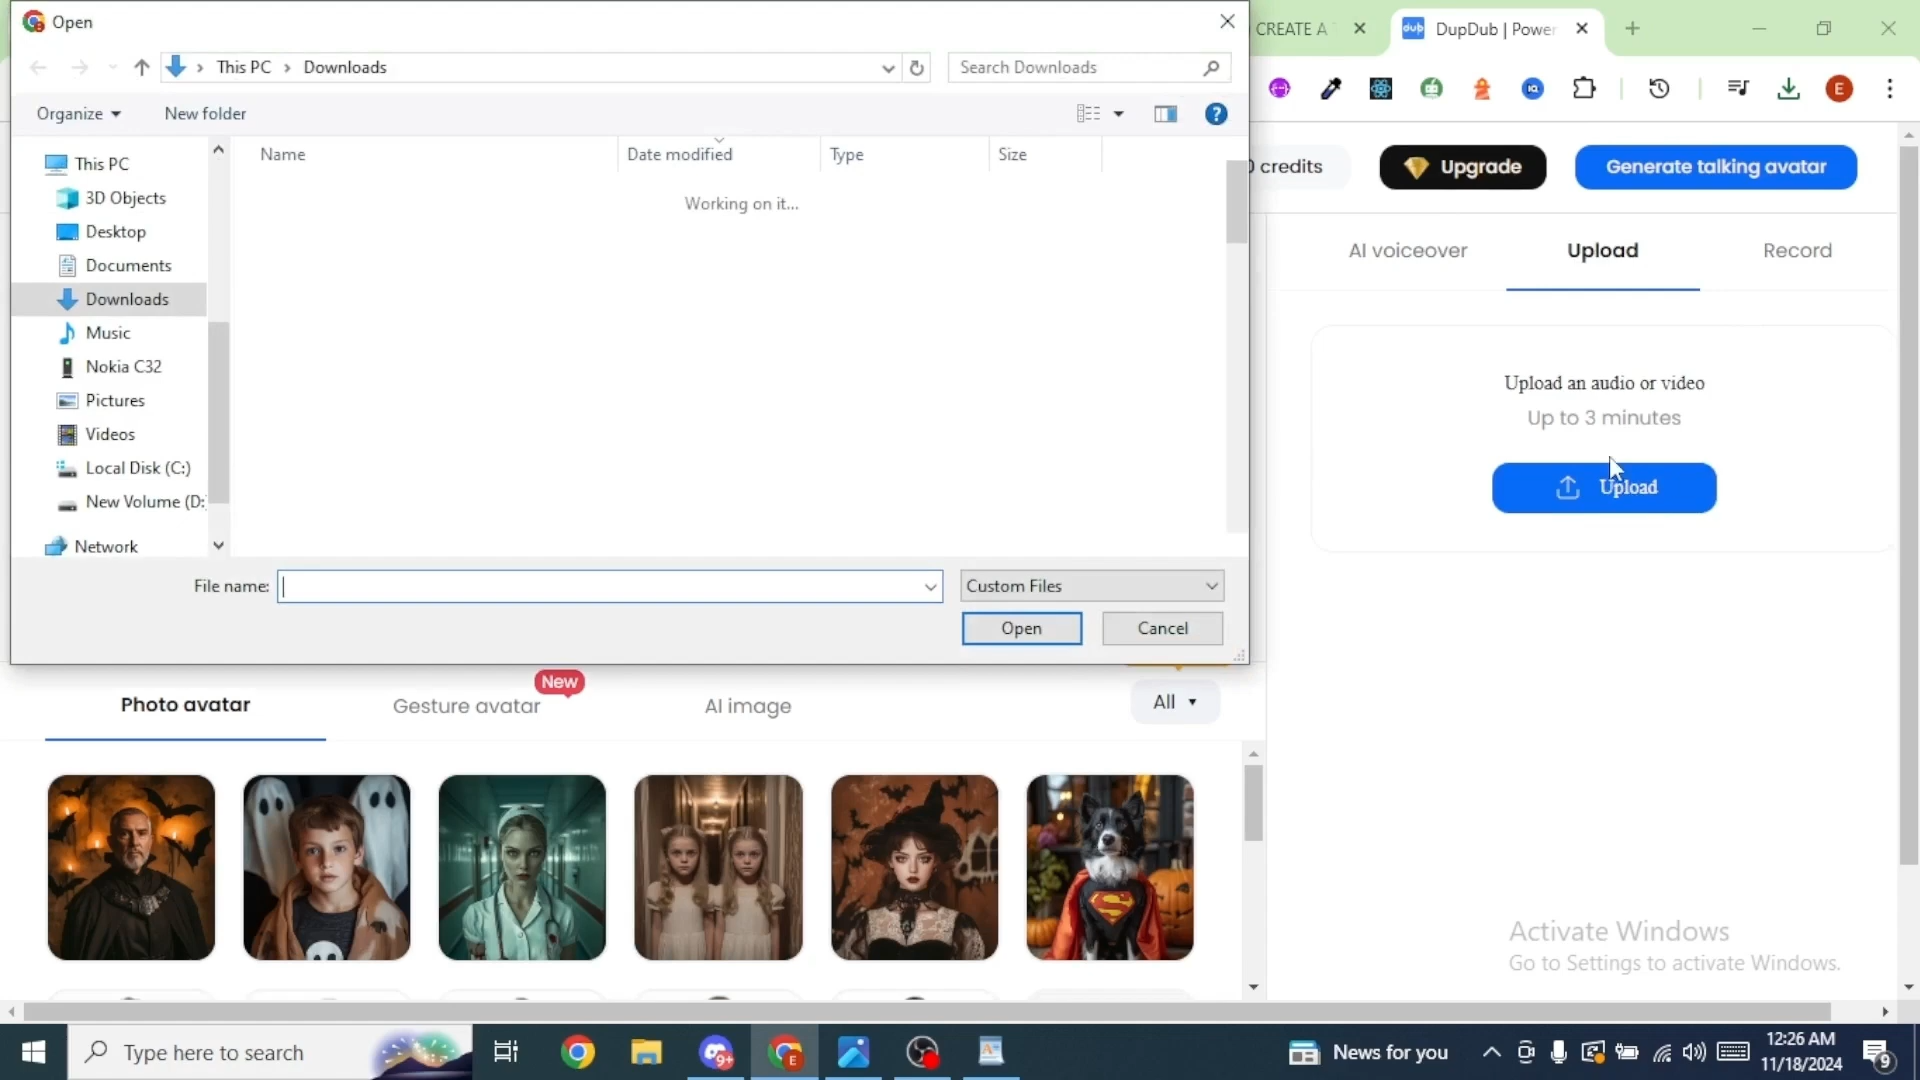 Open
CREATE A
DupDub | Power
This PC
Downloads
Search Downloads
Organize
New folder
Name
Date modified
Type
Size
Working on it...
This PC
3D Objects
Desktop
Documents
Downloads
Music
Nokia C32
Pictures
Videos
Local Disk (C:)
New Volume (D:
Network
File name:
Custom Files
Open
Cancel
credits
Upgrade
Generate talking avatar
AI voiceover
Upload
Record
Upload an audio or video
Up to 3 minutes
Upload
Photo avatar
Gesture avatar
New
AI image
All
Activate Windows
Go to Settings to activate Windows.
Type here to search
9+
E
News for you
12:26 AM
11/18/2024
9